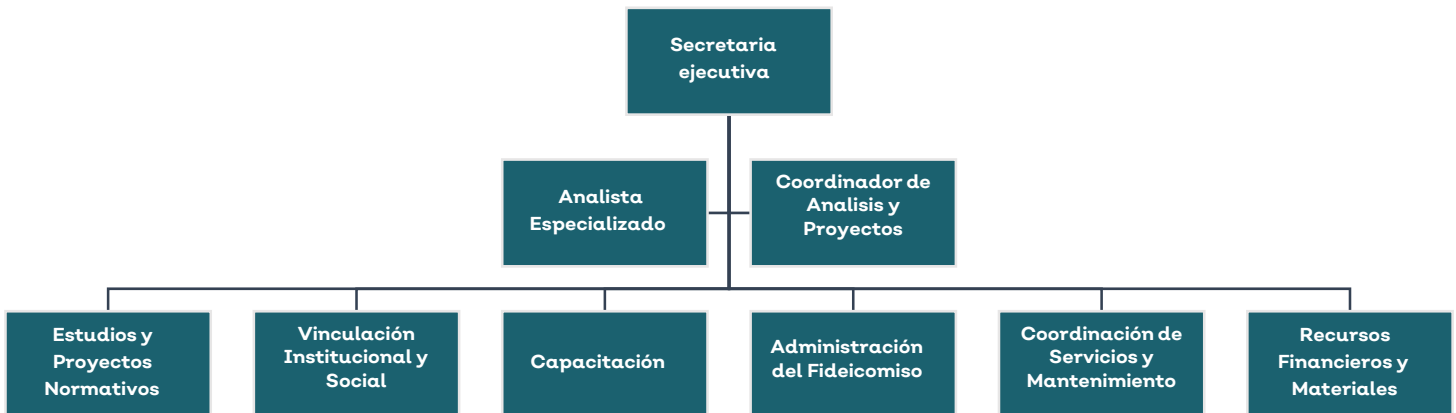 Secretaria
ejecutiva
Analista
Especializado
Coordinador de
Analisis y
Proyectos
Estudios y
Proyectos
Normativos
Vinculación
Institucional y
Social
Capacitación
Administración
del Fideicomiso
Coordinación de
Servicios y
Mantenimiento
Recursos
Financieros y
Materiales